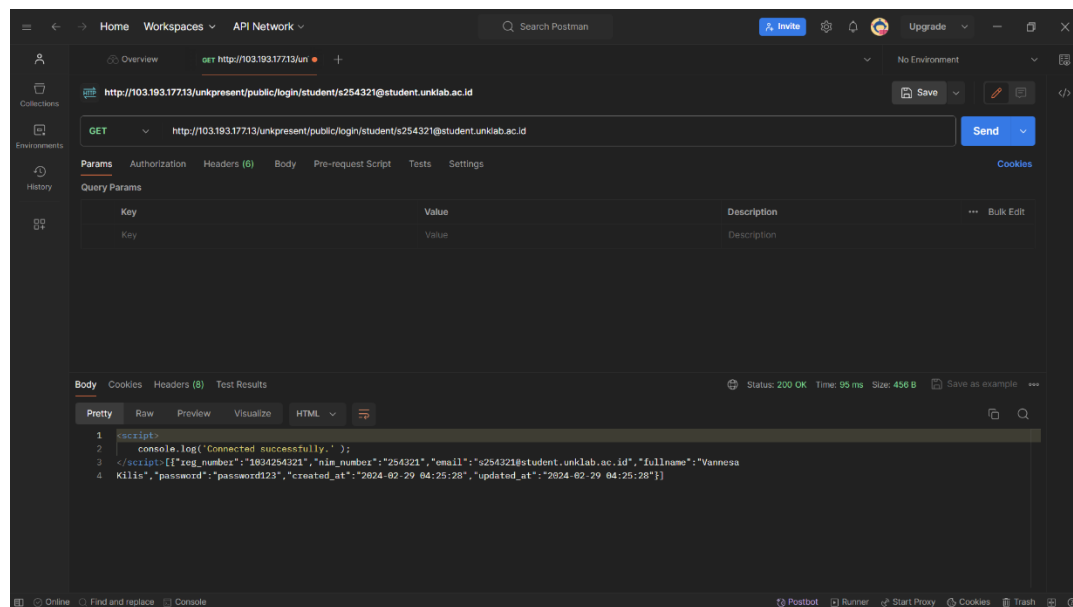 Home Workspaces API Network Search Postman Invite Upgrade
Overview GET http://103.193.177.13/un + No Environment
http://103.193.177.13/unkpresent/public/login/student/s254321@student.unklab.ac.id Save
GET http://103.193.177.13/unkpresent/public/login/student/s254321@student.unklab.ac.id Send
Collections
Environments
History
Params Authorization Headers (6) Body Pre-request Script Tests Settings Cookies
Query Params
Key Value Description Bulk Edit
Key Value Description
Body Cookies Headers (8) Test Results Status: 200 OK Time: 95 ms Size: 456 B Save as example
Pretty Raw Preview Visualize HTML
1 <script>
2 console.log('Connected successfully.' );
3 </script>[{"reg_number":"1034254321","nim_number":"254321","email":"s254321@student.unklab.ac.id","fullname":"Vannesa
4 Kilis","password":"password123","created_at":"2024-02-29 04:25:28","updated_at":"2024-02-29 04:25:28"}]
Online Find and replace Console Postbot Runner Start Proxy Cookies Trash